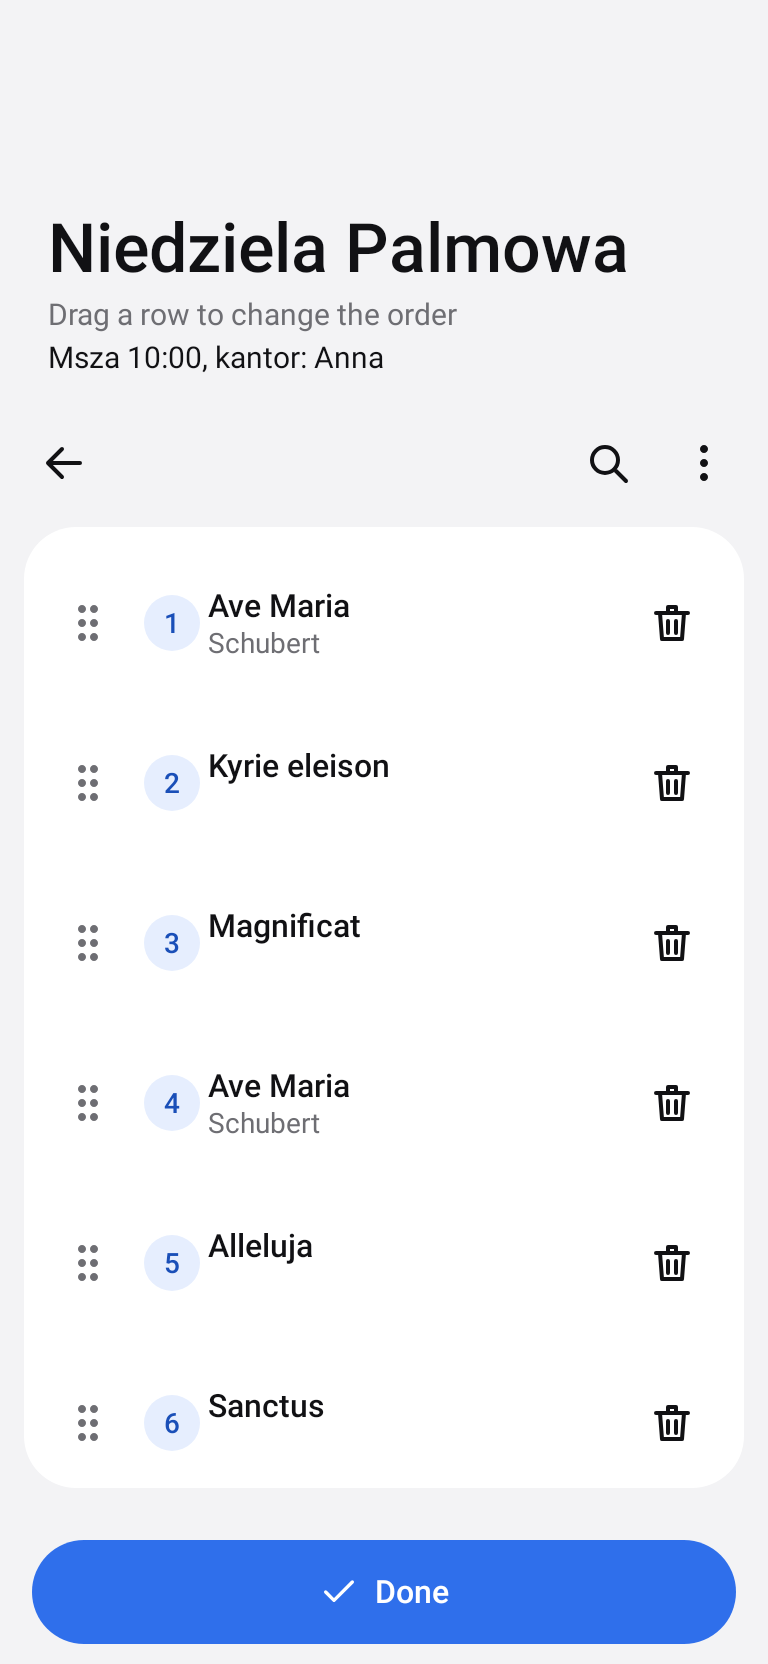 Niedziela Palmowa
Drag a row to change the order
Msza 10:00, kantor: Anna
1
Ave Maria
Schubert
2
Kyrie eleison
3
Magnificat
4
Ave Maria
Schubert
5
Alleluja
6
Sanctus
Done